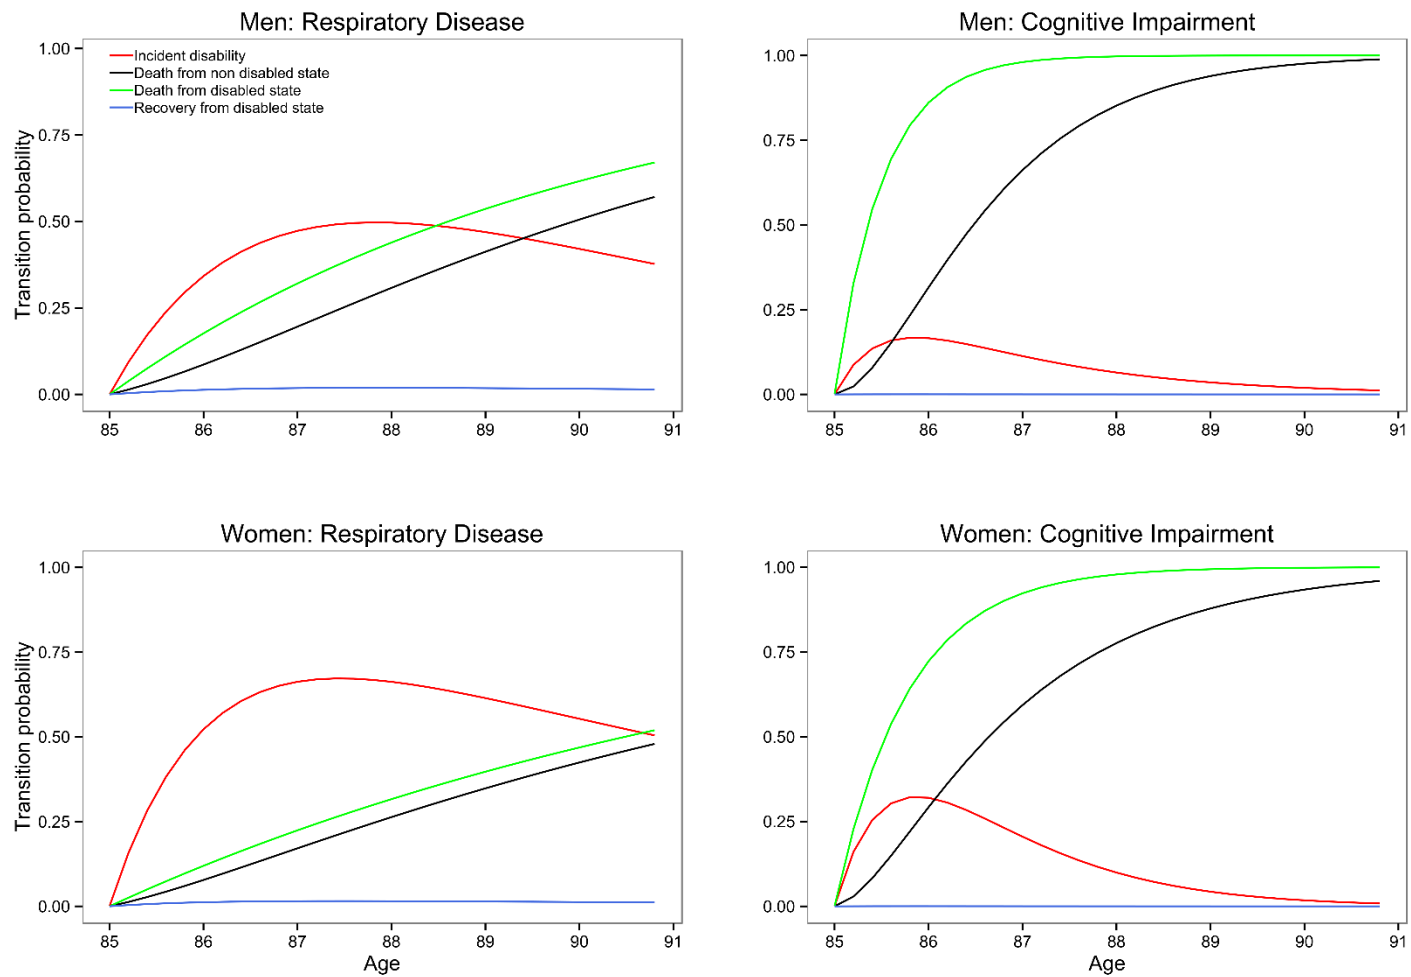 Men: Respiratory Disease
1.00
0.75
0.50
0.25
0.00
Transition probability
Incident disability
Death from non disabled state
Death from disabled state
Recovery from disabled state
85 86 87 88 89 90 91
Men: Cognitive Impairment
1.00
0.75
0.50
0.25
0.00
85 86 87 88 89 90 91
Women: Respiratory Disease
1.00
0.75
0.50
0.25
0.00
Transition probability
85 86 87 88 89 90 91
Age
Women: Cognitive Impairment
1.00
0.75
0.50
0.25
0.00
85 86 87 88 89 90 91
Age